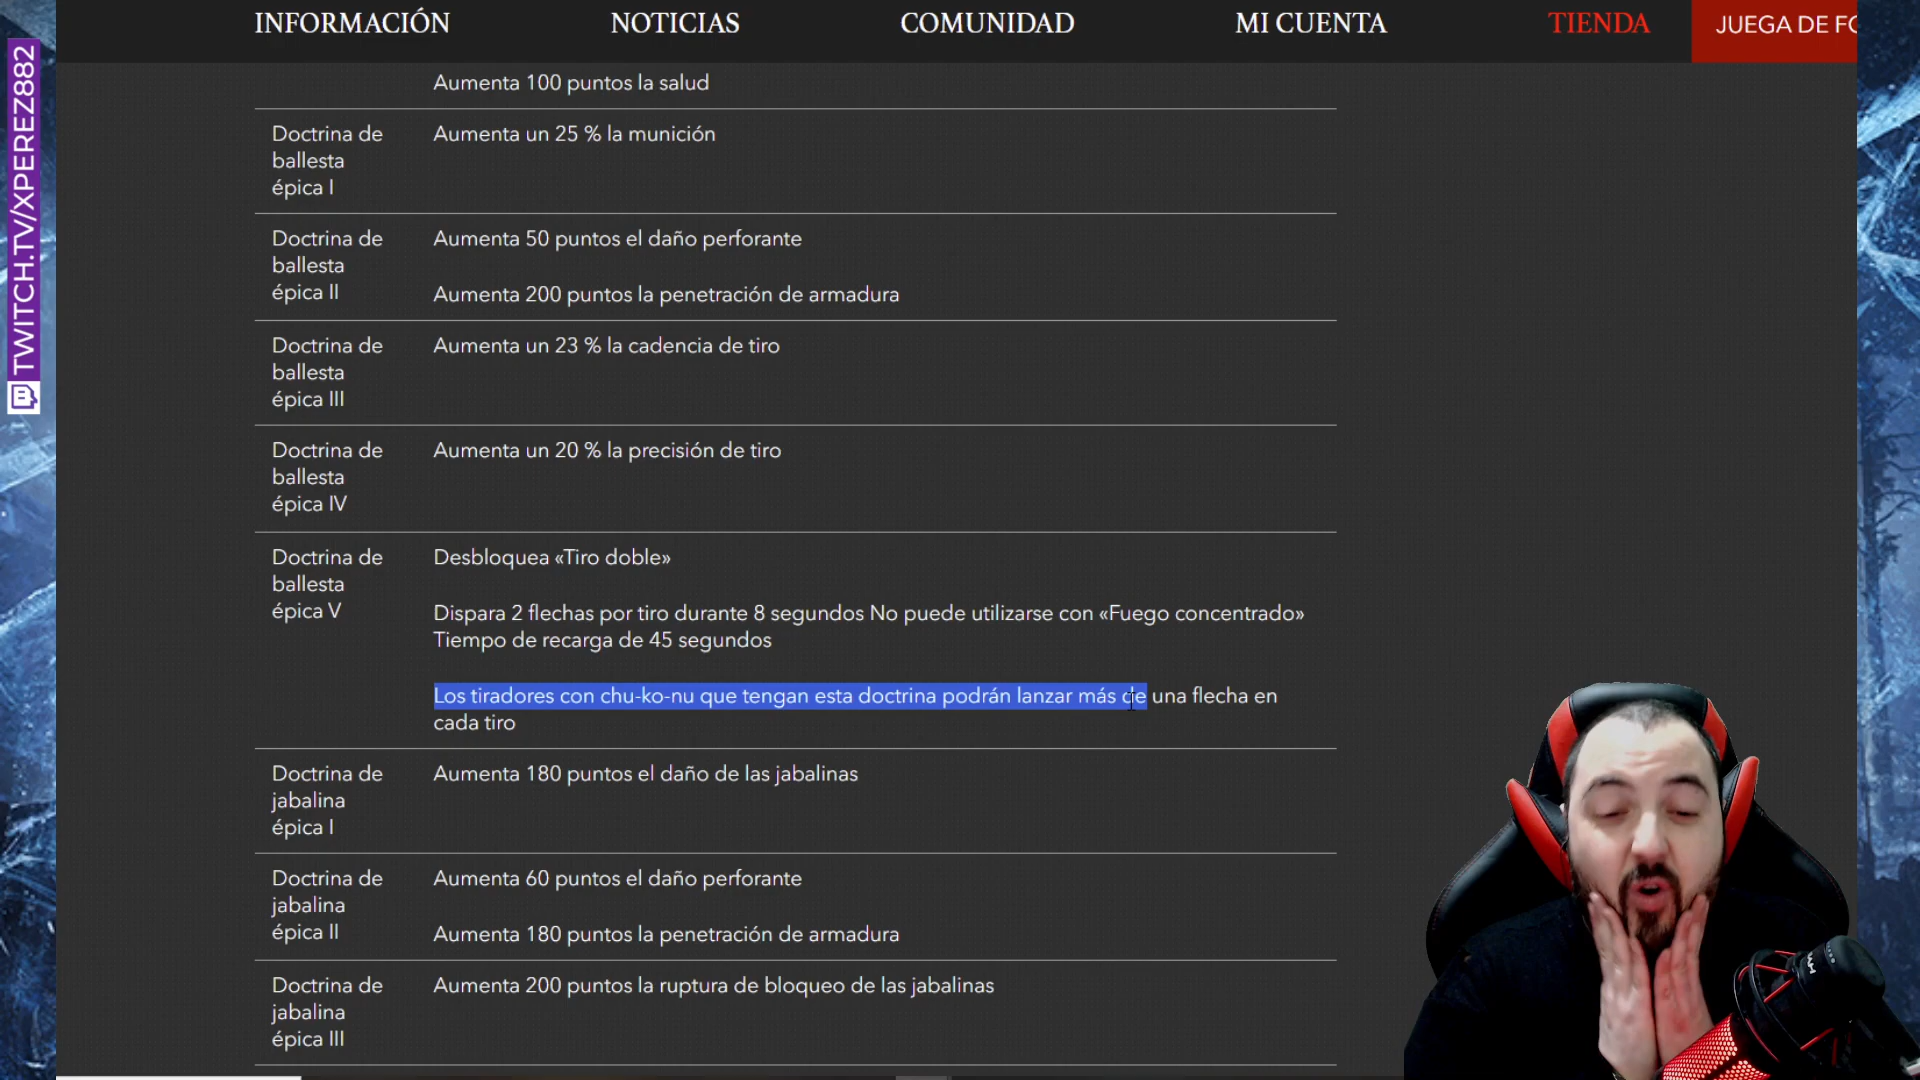 INFORMACIÓN NOTICIAS COMUNIDAD MI CUENTA TIENDA JUEGA DE FO
TWITCH.TV/XPEREZ882
Aumenta 100 puntos la salud
Doctrina de
ballesta
épica I
Aumenta un 25 % la munición
Doctrina de
ballesta
épica II
Aumenta 50 puntos el daño perforante
Aumenta 200 puntos la penetración de armadura
Doctrina de
ballesta
épica III
Aumenta un 23 % la cadencia de tiro
Doctrina de
ballesta
épica IV
Aumenta un 20 % la precisión de tiro
Doctrina de
ballesta
épica V
Desbloquea «Tiro doble»
Dispara 2 flechas por tiro durante 8 segundos No puede utilizarse con «Fuego concentrado»
Tiempo de recarga de 45 segundos
Los tiradores con chu-ko-nu que tengan esta doctrina podrán lanzar más de una flecha en
cada tiro
Doctrina de
jabalina
épica I
Aumenta 180 puntos el daño de las jabalinas
Doctrina de
jabalina
épica II
Aumenta 60 puntos el daño perforante
Aumenta 180 puntos la penetración de armadura
Doctrina de
jabalina
épica III
Aumenta 200 puntos la ruptura de bloqueo de las jabalinas